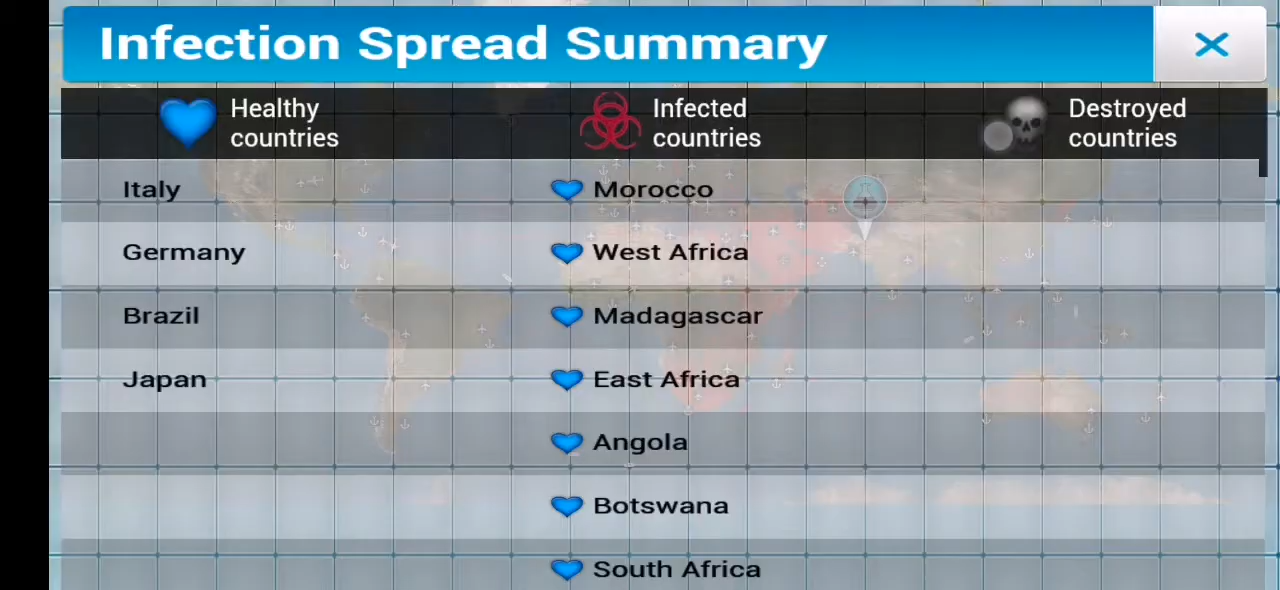 Infection Spread Summary
Healthy
countries
Infected
countries
Destroyed
countries
Italy
Morocco
Germany
West Africa
Brazil
Madagascar
Japan
East Africa
Angola
Botswana
South Africa